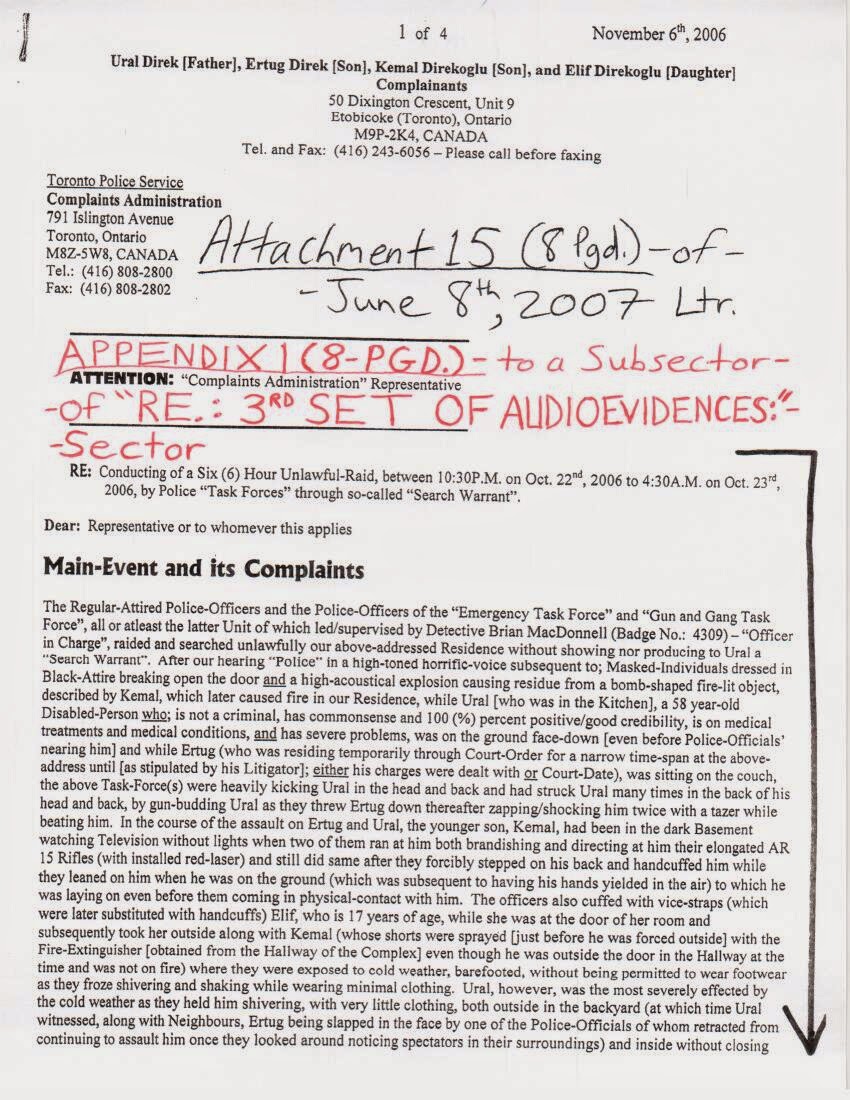 1 of 4
November 6th, 2006
Ural Direk [Father], Ertug Direk [Son], Kemal Direkoglu [Son], and Elif Direkoglu [Daughter]
Complainants
50 Dixington Crescent, Unit 9
Etobicoke (Toronto), Ontario
M9P-2K4, CANADA
Tel. and Fax: (416) 243-6056 – Please call before faxing
Toronto Police Service
Complaints Administration
791 Islington Avenue
Toronto, Ontario
M8Z-5W8, CANADA
Tel.: (416) 808-2800
Fax: (416) 808-2802
Attachment 15 (8 Pgd.) -of-
- June 8th, 2007 Ltr.
APPENDIX 1 (8-PGD.) - to a Subsector-
ATTENTION: "Complaints Administration" Representative
-of "RE.: 3RD SET OF AUDIOEVIDENCES:"-
-Sector
RE: Conducting of a Six (6) Hour Unlawful-Raid, between 10:30P.M. on Oct. 22nd, 2006 to 4:30A.M. on Oct. 23rd,
2006, by Police "Task Forces" through so-called "Search Warrant".
Dear: Representative or to whomever this applies
Main-Event and its Complaints
The Regular-Attired Police-Officers and the Police-Officers of the "Emergency Task Force" and "Gun and Gang Task
Force", all or atleast the latter Unit of which led/supervised by Detective Brian MacDonnell (Badge No.: 4309) – "Officer
in Charge", raided and searched unlawfully our above-addressed Residence without showing nor producing to Ural a
"Search Warrant". After our hearing "Police" in a high-toned horrific-voice subsequent to; Masked-Individuals dressed in
Black-Attire breaking open the door and a high-acoustical explosion causing residue from a bomb-shaped fire-lit object,
described by Kemal, which later caused fire in our Residence, while Ural [who was in the Kitchen], a 58 year-old
Disabled-Person who; is not a criminal, has commonsense and 100 (%) percent positive/good credibility, is on medical
treatments and medical conditions, and has severe problems, was on the ground face-down [even before Police-Officials'
nearing him] and while Ertug (who was residing temporarily through Court-Order for a narrow time-span at the above-
address until [as stipulated by his Litigator]; either his charges were dealt with or Court-Date), was sitting on the couch,
the above Task-Force(s) were heavily kicking Ural in the head and back and had struck Ural many times in the back of his
head and back, by gun-budding Ural as they threw Ertug down thereafter zapping/shocking him twice with a tazer while
beating him. In the course of the assault on Ertug and Ural, the younger son, Kemal, had been in the dark Basement
watching Television without lights when two of them ran at him both brandishing and directing at him their elongated AR
15 Rifles (with installed red-laser) and still did same after they forcibly stepped on his back and handcuffed him while
they leaned on him when he was on the ground (which was subsequent to having his hands yielded in the air) to which he
was laying on even before them coming in physical-contact with him. The officers also cuffed with vice-straps (which
were later substituted with handcuffs) Elif, who is 17 years of age, while she was at the door of her room and
subsequently took her outside along with Kemal (whose shorts were sprayed [just before he was forced outside] with the
Fire-Extinguisher [obtained from the Hallway of the Complex] even though he was outside the door in the Hallway at the
time and was not on fire) where they were exposed to cold weather, barefooted, without being permitted to wear footwear
as they froze shivering and shaking while wearing minimal clothing. Ural, however, was the most severely effected by
the cold weather as they held him shivering, with very little clothing, both outside in the backyard (at which time Ural
witnessed, along with Neighbours, Ertug being slapped in the face by one of the Police-Officials of whom retracted from
continuing to assault him once they looked around noticing spectators in their surroundings) and inside without closing